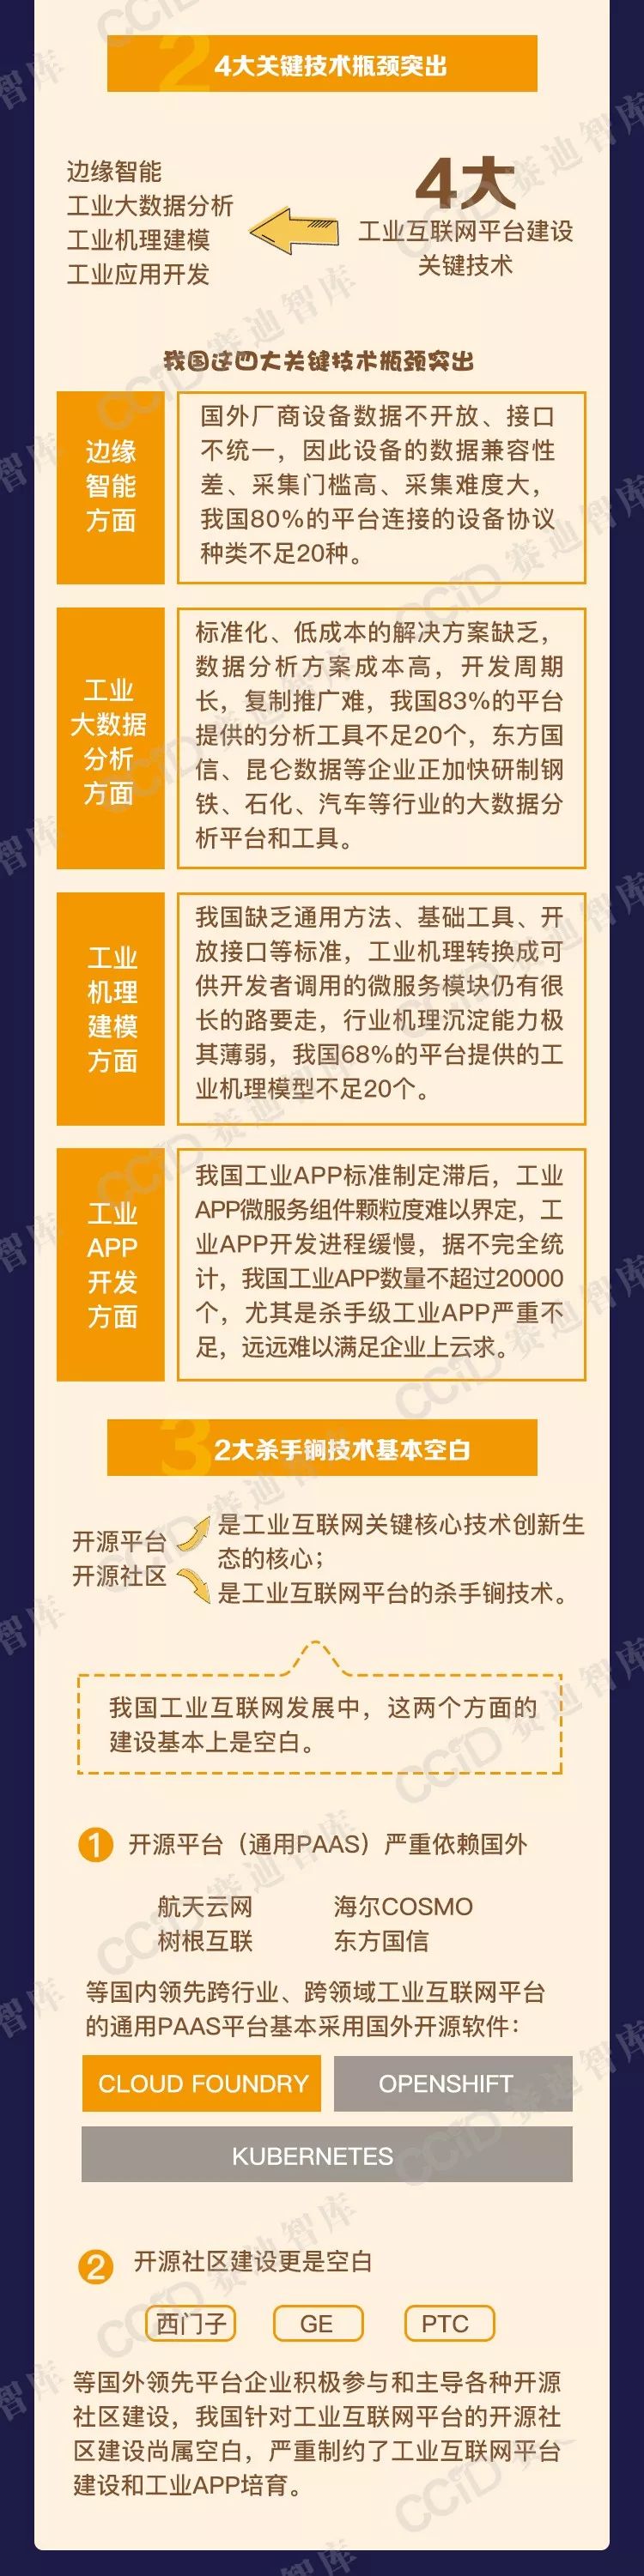 2
4大关键技术瓶颈突出
边缘智能
工业大数据分析
工业机理建模
工业应用开发
4大
工业互联网平台建设
关键技术
我国这四大关键技术瓶颈突出
边缘
智能
方面
国外厂商设备数据不开放、接口
不统一，因此设备的数据兼容性
差、采集门槛高、采集难度大，
我国80%的平台连接的设备协议
种类不足20种。
工业
大数据
分析
方面
标准化、低成本的解决方案缺乏，
数据分析方案成本高，开发周期
长，复制推广难，我国83%的平台
提供的分析工具不足20个，东方国
信、昆仑数据等企业正加快研制钢
铁、石化、汽车等行业的大数据分
析平台和工具。
工业
机理
建模
方面
我国缺乏通用方法、基础工具、开
放接口等标准，工业机理转换成可
供开发者调用的微服务模块仍有很
长的路要走，行业机理沉淀能力极
其薄弱，我国68%的平台提供的工
业机理模型不足20个。
工业
APP
开发
方面
我国工业APP标准制定滞后，工业
APP微服务组件颗粒度难以界定，工
业APP开发进程缓慢，据不完全统
计，我国工业APP数量不超过20000
个，尤其是杀手级工业APP严重不
足，远远难以满足企业上云求。
3
2大杀手锏技术基本空白
开源平台
开源社区
是工业互联网关键核心技术创新生
态的核心；
是工业互联网平台的杀手锏技术。
我国工业互联网发展中，这两个方面的
建设基本上是空白。
1 开源平台（通用PAAS）严重依赖国外
航天云网 海尔COSMO
树根互联 东方国信
等国内领先跨行业、跨领域工业互联网平台
的通用PAAS平台基本采用国外开源软件：
CLOUD FOUNDRY OPENSHIFT
KUBERNETES
2 开源社区建设更是空白
西门子 GE PTC
等国外领先平台企业积极参与和主导各种开源
社区建设，我国针对工业互联网平台的开源社
区建设尚属空白，严重制约了工业互联网平台
建设和工业APP培育。
CCID 赛迪智库